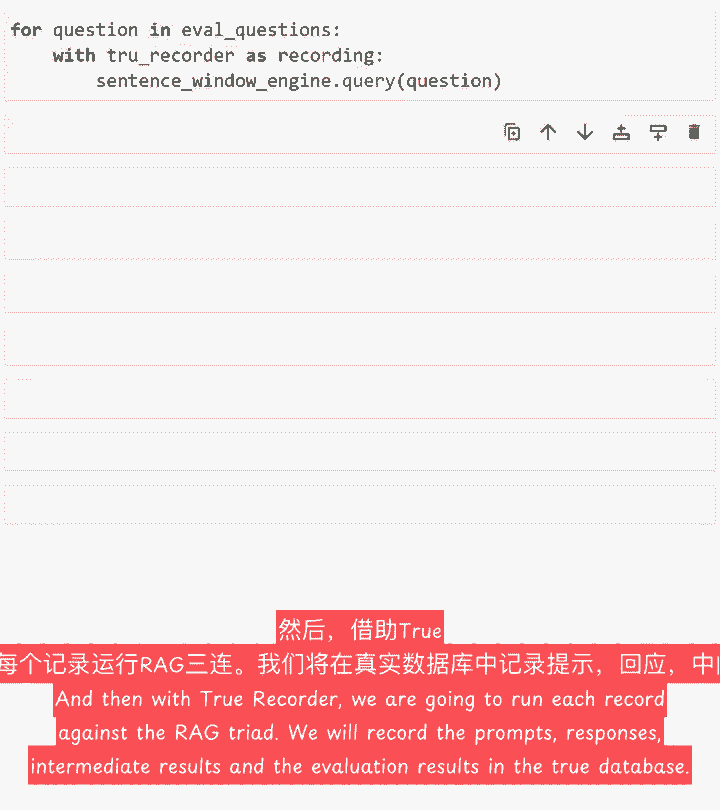 for question in eval_questions:
    with tru_recorder as recording:
        sentence_window_engine.query(question)
然后，借助True
每个记录运行RAG三连。我们将在真实数据库中记录提示，回应，中
And then with True Recorder, we are going to run each record
against the RAG triad. We will record the prompts, responses,
intermediate results and the evaluation results in the true database.